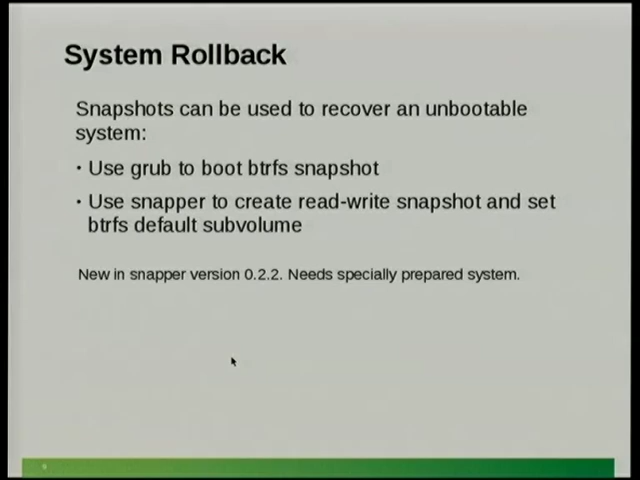 System Rollback
Snapshots can be used to recover an unbootable
system:
• Use grub to boot btrfs snapshot
• Use snapper to create read-write snapshot and set
btrfs default subvolume
New in snapper version 0.2.2. Needs specially prepared system.